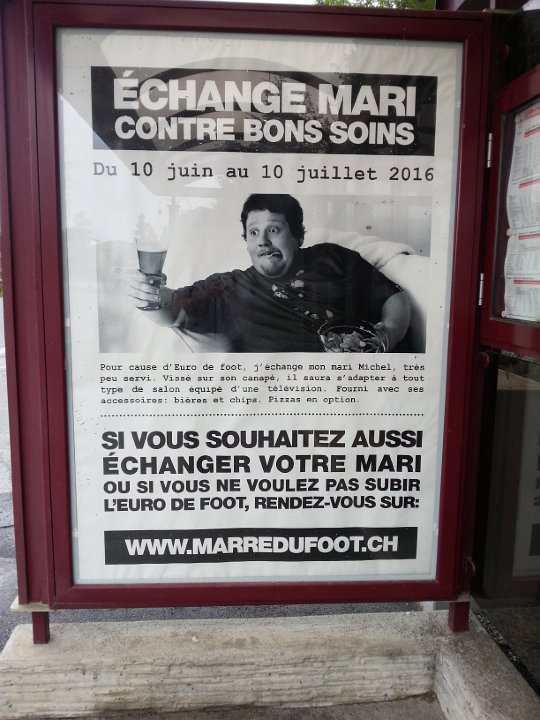 ÉCHANGE MARI
CONTRE BONS SOINS
Du 10 juin au 10 juillet 2016
Pour cause d'Euro de foot, j'échange mon mari Michel, très
peu servi. Vissé sur son canapé, il saura s'adapter à tout
type de salon équipé d'une télévision. Fourni avec ses
accessoires: bières et chips. Pizzas en option.
SI VOUS SOUHAITEZ AUSSI
ÉCHANGER VOTRE MARI
OU SI VOUS NE VOULEZ PAS SUBIR
L'EURO DE FOOT, RENDEZ-VOUS SUR:
WWW.MARREDUFOOT.CH